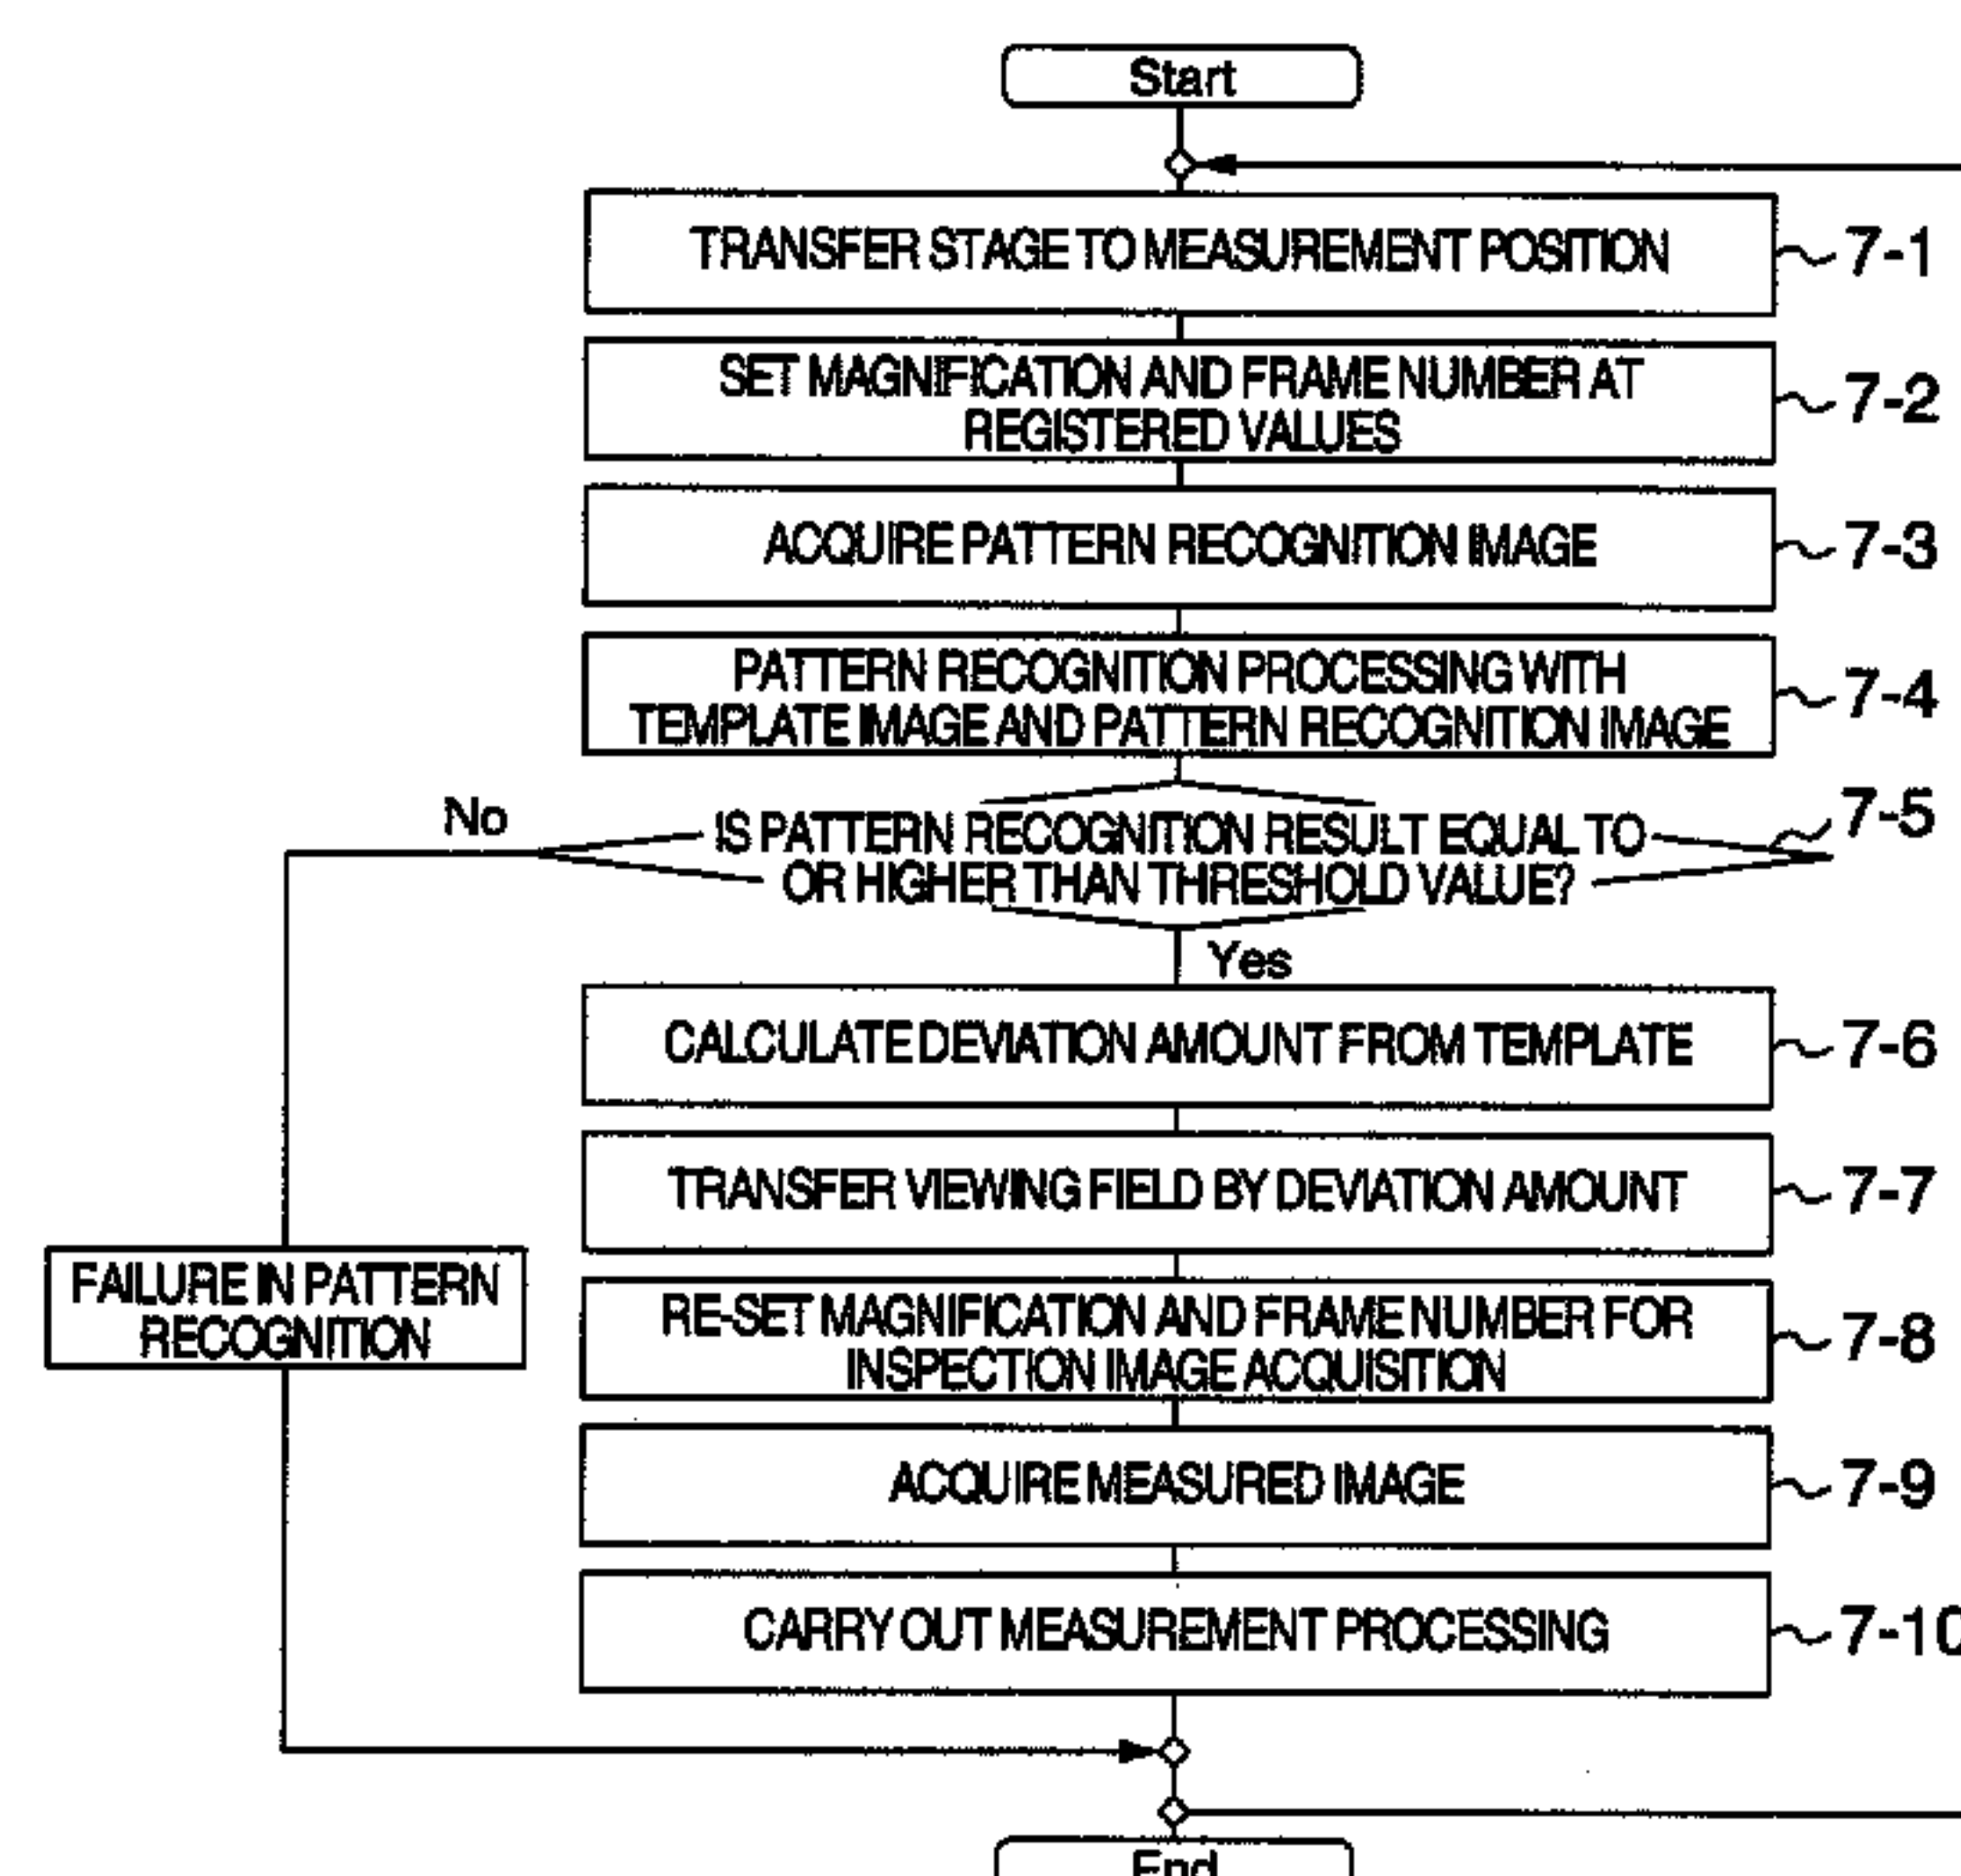 Start
TRANSFER STAGE TO MEASUREMENT POSITION
7-1
SET MAGNIFICATION AND FRAME NUMBER AT
REGISTERED VALUES
7-2
ACQUIRE PATTERN RECOGNITION IMAGE
7-3
PATTERN RECOGNITION PROCESSING WITH
TEMPLATE IMAGE AND PATTERN RECOGNITION IMAGE
7-4
No
IS PATTERN RECOGNITION RESULT EQUAL TO
OR HIGHER THAN THRESHOLD VALUE?
7-5
Yes
CALCULATE DEVIATION AMOUNT FROM TEMPLATE
7-6
TRANSFER VIEWING FIELD BY DEVIATION AMOUNT
7-7
FAILURE IN PATTERN
RECOGNITION
RE-SET MAGNIFICATION AND FRAME NUMBER FOR
INSPECTION IMAGE ACQUISITION
7-8
ACQUIRE MEASURED IMAGE
7-9
CARRY OUT MEASUREMENT PROCESSING
7-10
End